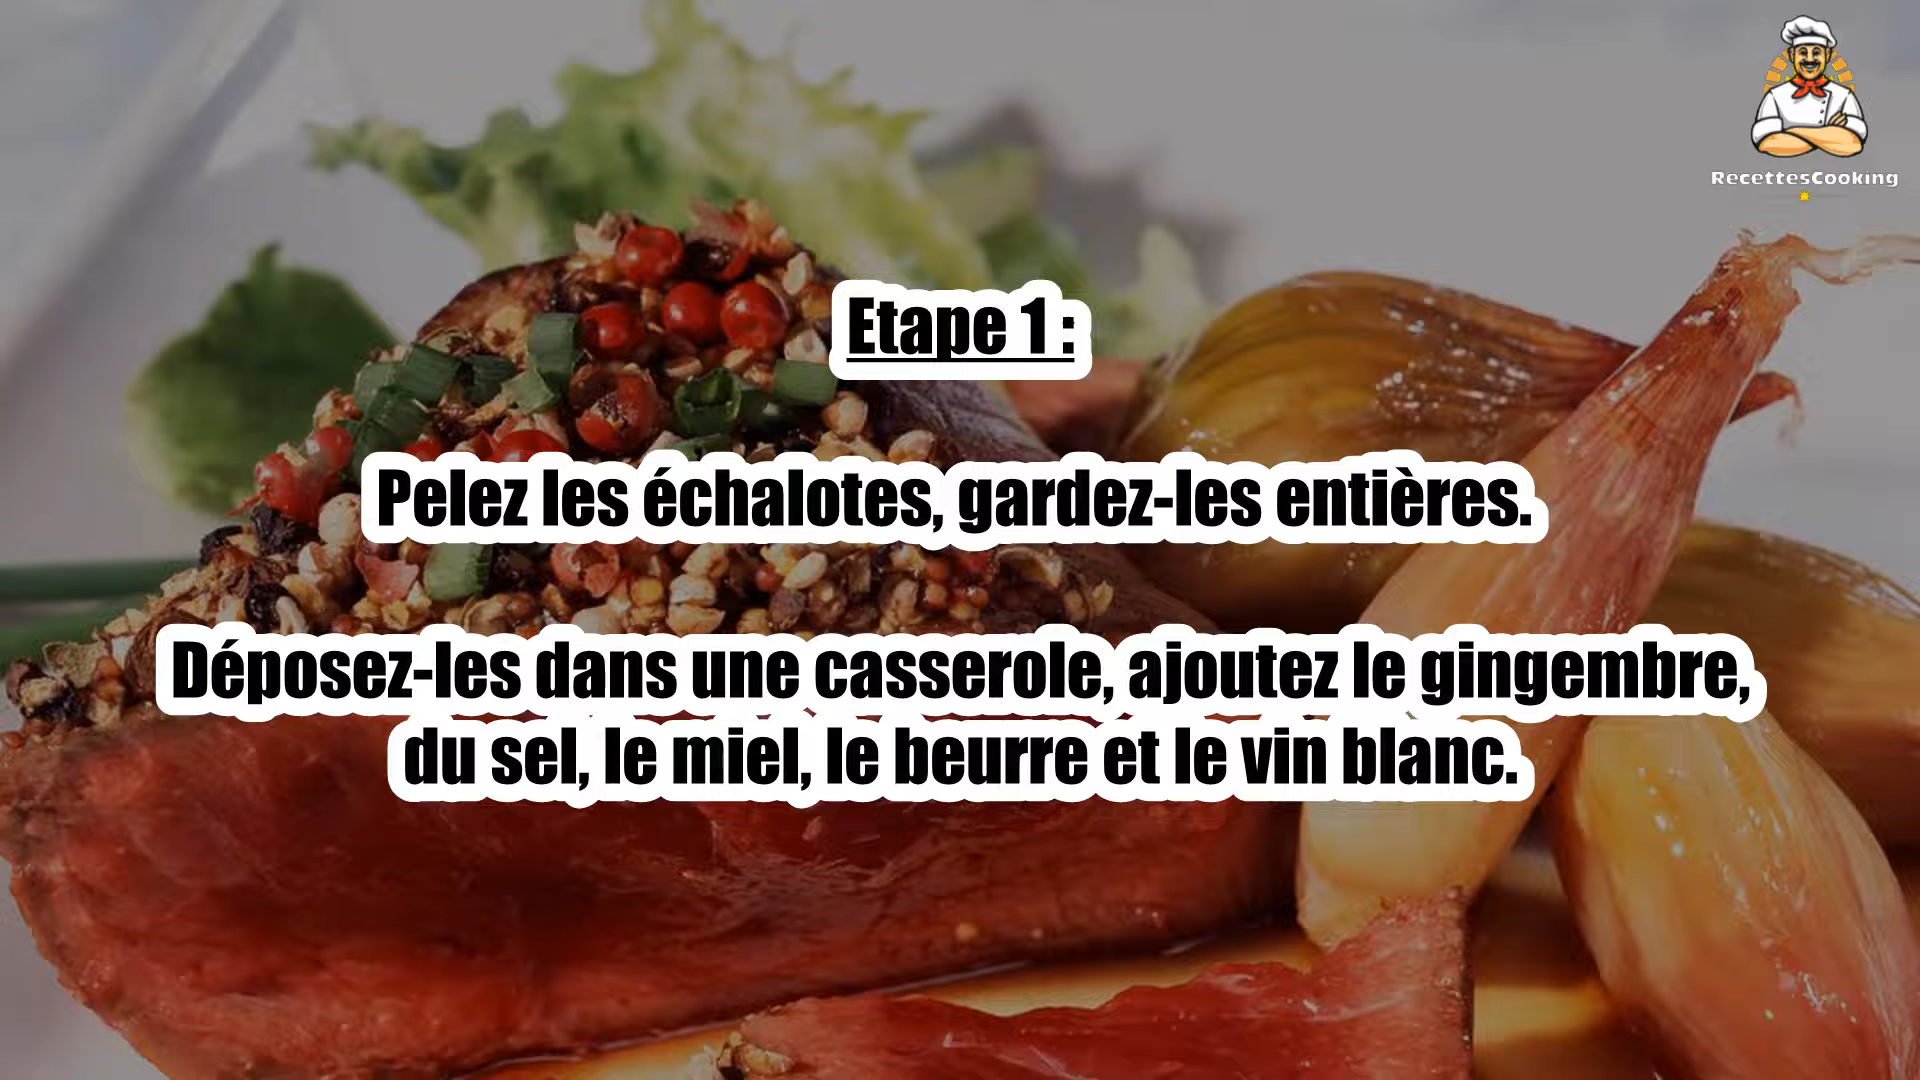 RecettesCooking
Etape 1 :
Pelez les échalotes, gardez-les entières.
Déposez-les dans une casserole, ajoutez le gingembre,
du sel, le miel, le beurre et le vin blanc.